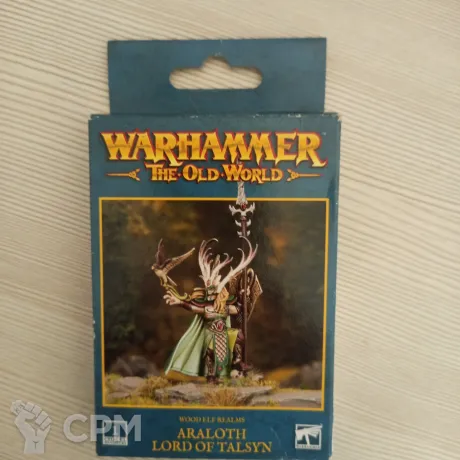 WARHAMMER
THE·OLD·WORLD
WOOD ELF REALMS
ARALOTH
LORD OF TALSYN
CPM